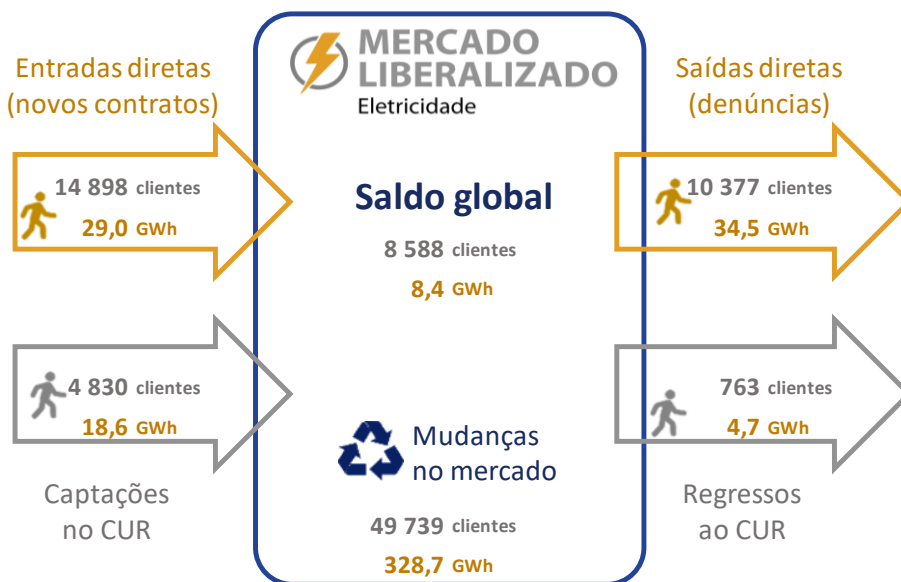 MERCADO
LIBERALIZADO
Eletricidade
Entradas diretas
(novos contratos)
14 898 clientes
29,0 GWh
4 830 clientes
18,6 GWh
Captações
no CUR
Saldo global
8 588 clientes
8,4 GWh
Mudanças
no mercado
49 739 clientes
328,7 GWh
Saídas diretas
(denúncias)
10 377 clientes
34,5 GWh
763 clientes
4,7 GWh
Regressos
ao CUR